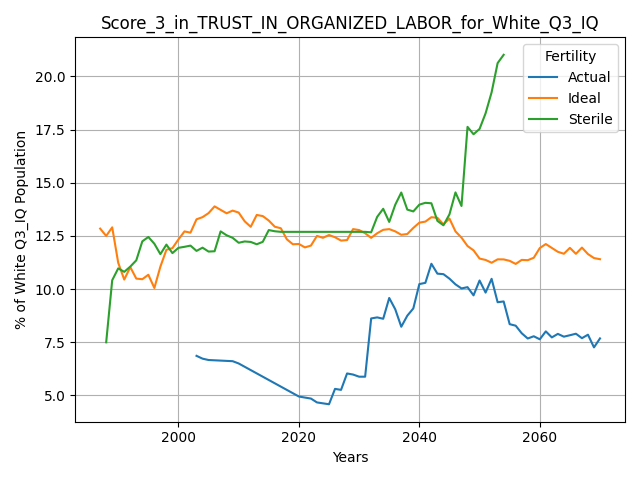 Score_3_in_TRUST_IN_ORGANIZED_LABOR_for_White_Q3_IQ
Fertility
Actual
Ideal
Sterile
% of White Q3_IQ Population
20.0
17.5
15.0
12.5
10.0
7.5
5.0
2000 2020 2040 2060
Years